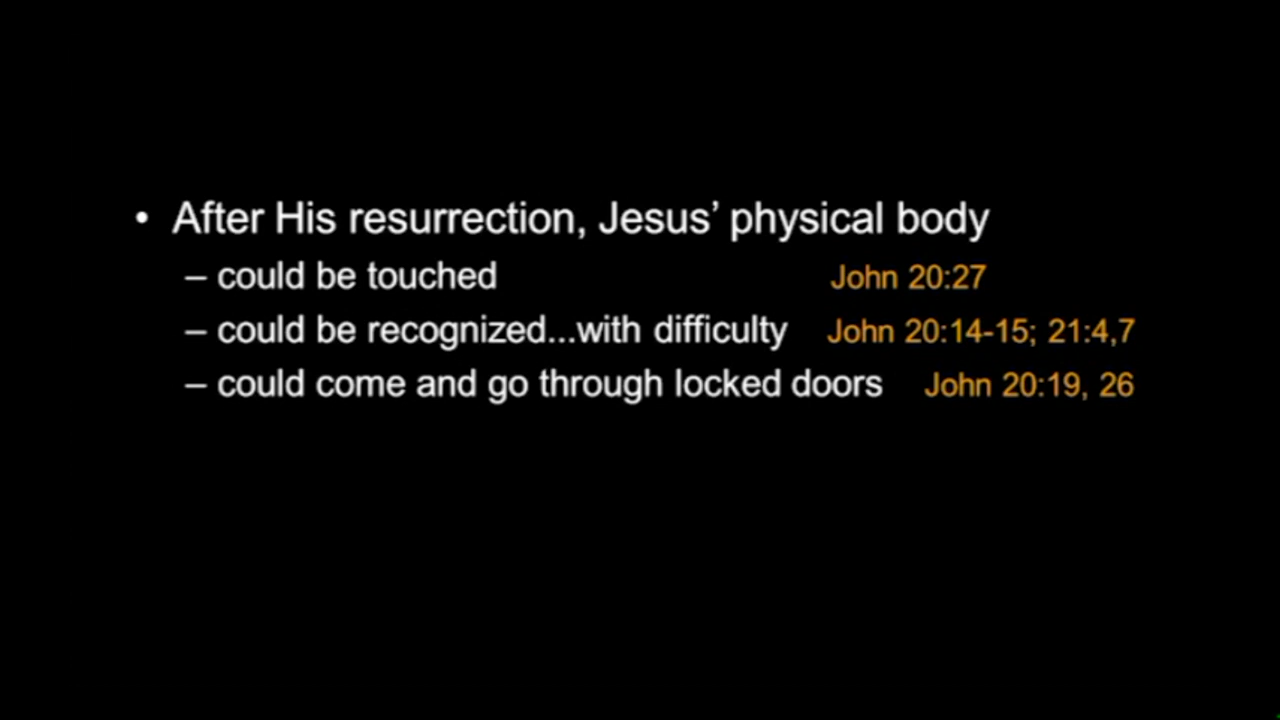 • After His resurrection, Jesus’ physical body
– could be touched John 20:27
– could be recognized...with difficulty John 20:14-15; 21:4,7
– could come and go through locked doors John 20:19, 26